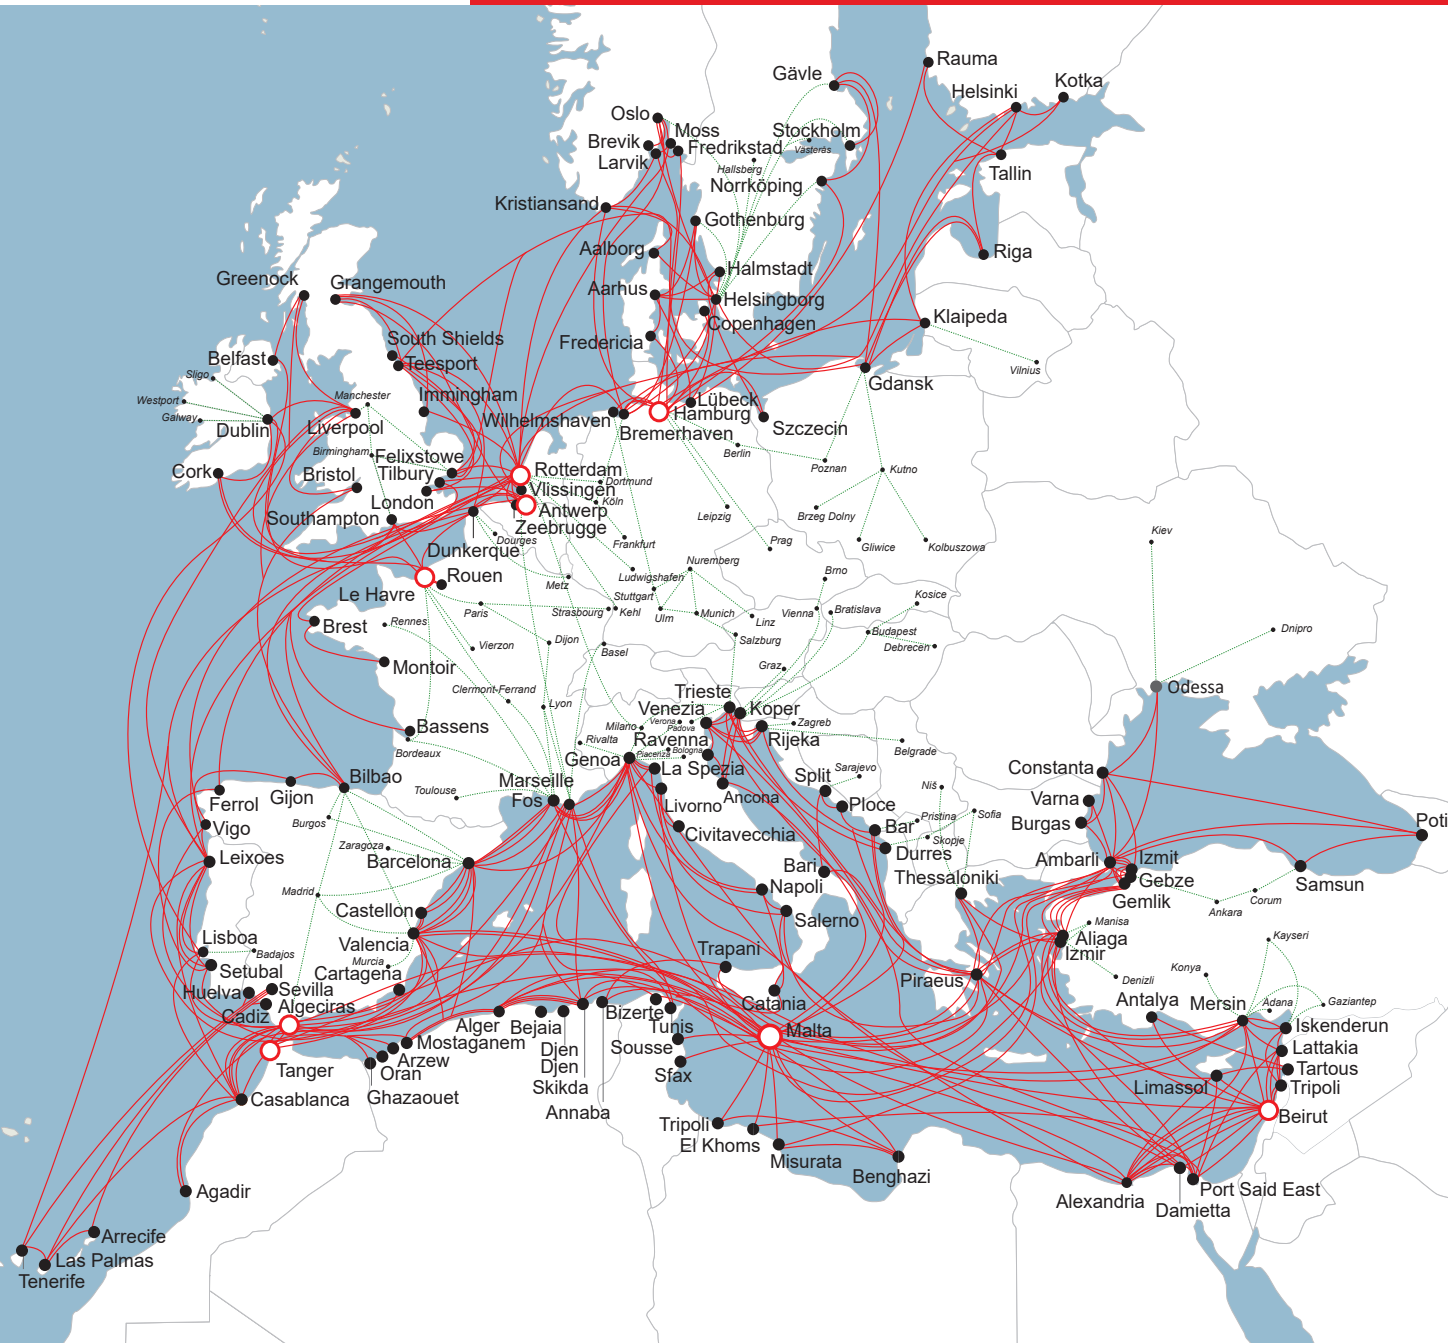 Rauma
Gävle
Helsinki
Kotka
Oslo
Moss
Stockholm
Brevik
Fredrikstad
Västerås
Larvik
Hallsberg
Tallin
Norrköping
Kristiansand
Gothenburg
Aalborg
Riga
Halmstadt
Greenock
Grangemouth
Aarhus
Helsingborg
Klaipeda
Copenhagen
South Shields
Fredericia
Belfast
Teesport
Vilnius
Sligo
Gdansk
Westport
Manchester
Immingham
Lübeck
Galway
Liverpool
Wilhelmshaven
Hamburg
Dublin
Bremerhaven
Szczecin
Birmingham
Felixstowe
Berlin
Cork
Bristol
Tilbury
Rotterdam
Poznan
Kutno
Dortmund
London
Vlissingen
Köln
Southampton
Antwerp
Leipzig
Brzeg Dolny
Zeebrugge
Kiev
Dourges
Dunkerque
Frankfurt
Prag
Gliwice
Kolbuszowa
Nuremberg
Rouen
Ludwigshafen
Brno
Metz
Le Havre
Stuttgart
Kosice
Paris
Strasbourg
Kehl
Ulm
Munich
Vienna
Bratislava
Brest
Rennes
Linz
Dnipro
Vierzon
Dijon
Basel
Salzburg
Budapest
Debrecen
Montoir
Graz
Clermont-Ferrand
Trieste
Odessa
Lyon
Venezia
Koper
Bassens
Milano
Verona
Padova
Zagreb
Bordeaux
Rivalta
Ravenna
Rijeka
Piacenza
Bologna
Belgrade
Genoa
La Spezia
Sarajevo
Constanta
Bilbao
Marseille
Split
Toulouse
Fos
Ancona
Niš
Ferrol
Gijon
Livorno
Ploce
Varna
Burgos
Pristina
Sofia
Poti
Vigo
Civitavecchia
Bar
Burgas
Zaragoza
Skopje
Leixoes
Barcelona
Durres
Ambarli
Izmit
Bari
Thessaloniki
Gebze
Madrid
Napoli
Samsun
Gemlik
Corum
Castellon
Salerno
Ankara
Manisa
Lisboa
Valencia
Trapani
Aliaga
Kayseri
Badajos
Izmir
Murcia
Setubal
Cartagena
Piraeus
Denizli
Konya
Huelva
Sevilla
Catania
Antalya
Mersin
Adana
Gaziantep
Cadiz
Algeciras
Bizerte
Alger
Bejaia
Tunis
Malta
Iskenderun
Mostaganem
Djen
Djen
Sousse
Lattakia
Arzew
Tanger
Oran
Sfax
Tartous
Ghazaouet
Skikda
Limassol
Tripoli
Casablanca
Annaba
Tripoli
Beirut
El Khoms
Misurata
Benghazi
Agadir
Alexandria
Port Said East
Damietta
Arrecife
Las Palmas
Tenerife